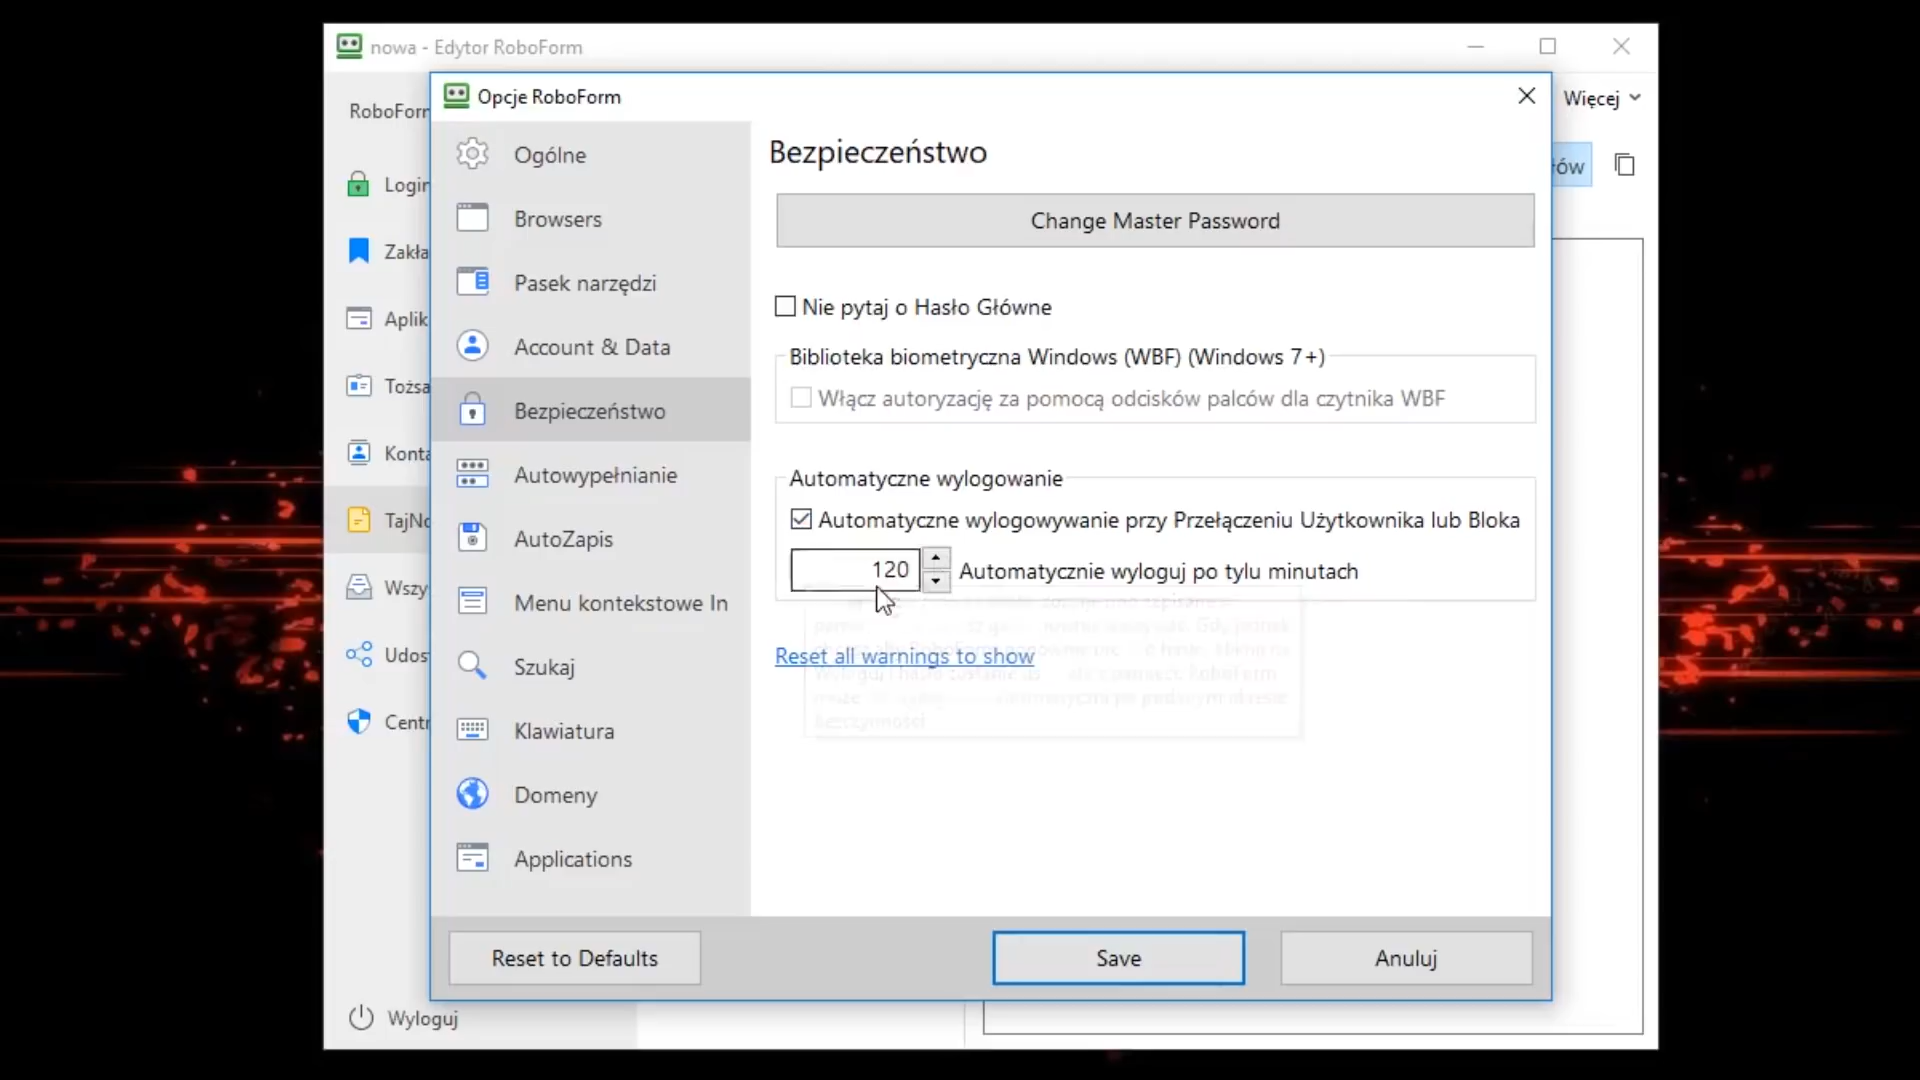 nowa - Edytor RoboForm
Opcje RoboForm
Więcej
Ogólne
Browsers
Pasek narzędzi
Account & Data
Bezpieczeństwo
Autowypełnianie
AutoZapis
Menu kontekstowe In
Szukaj
Klawiatura
Domeny
Applications
Bezpieczeństwo
Change Master Password
Nie pytaj o Hasło Główne
Biblioteka biometryczna Windows (WBF) (Windows 7+)
Włącz autoryzację za pomocą odcisków palców dla czytnika WBF
Automatyczne wylogowanie
Automatyczne wylogowywanie przy Przełączeniu Użytkownika lub Bloka
120 Automatycznie wyloguj po tylu minutach
Reset all warnings to show
Reset to Defaults
Save
Anuluj
RoboForm
Login
Zakła
Aplik
Tożsa
Konta
TajNo
Wszy
Udos
Centr
Wyloguj
ów